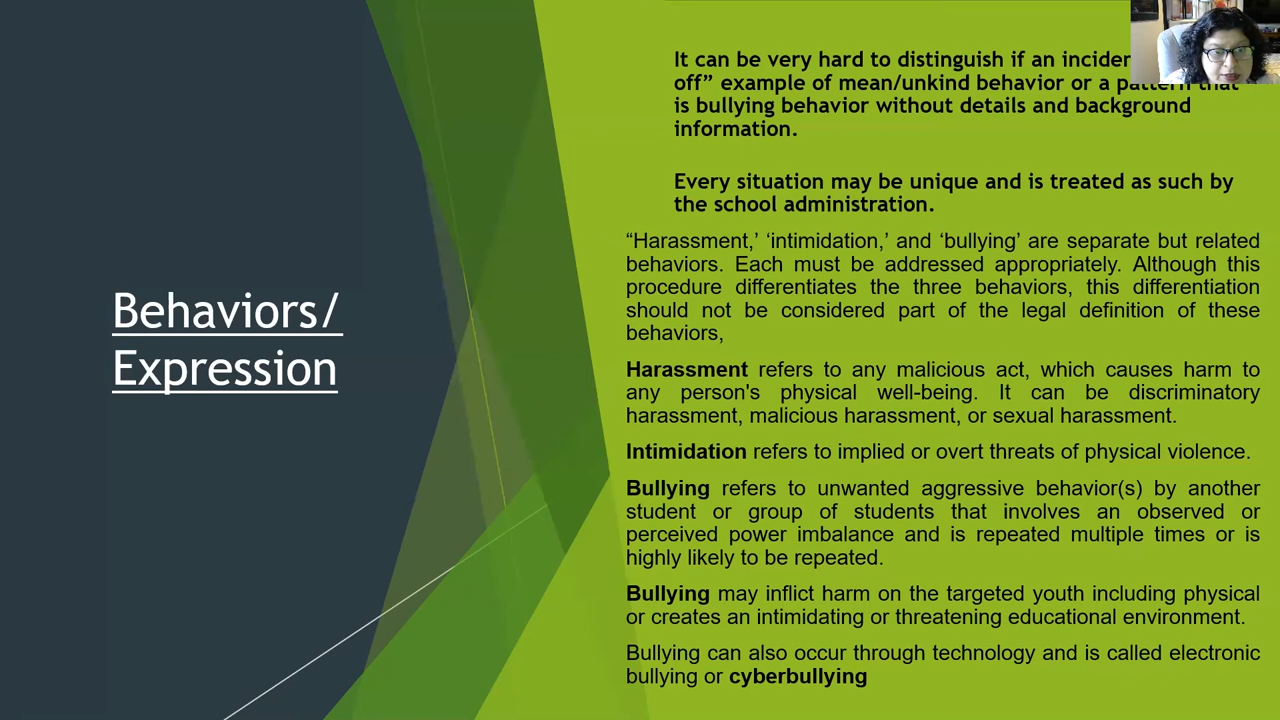 Behaviors/
Expression
It can be very hard to distinguish if an
off” example of mean/unkind behavior or a pattern that
is bullying behavior without details and background
information.
Every situation may be unique and is treated as such by
the school administration.
“Harassment,’ ‘intimidation,’ and ‘bullying’ are separate but related
behaviors. Each must be addressed appropriately. Although this
procedure differentiates the three behaviors, this differentiation
should not be considered part of the legal definition of these
behaviors,
Harassment refers to any malicious act, which causes harm to
any person's physical well-being. It can be discriminatory
harassment, malicious harassment, or sexual harassment.
Intimidation refers to implied or overt threats of physical violence.
Bullying refers to unwanted aggressive behavior(s) by another
student or group of students that involves an observed or
perceived power imbalance and is repeated multiple times or is
highly likely to be repeated.
Bullying may inflict harm on the targeted youth including physical
or creates an intimidating or threatening educational environment.
Bullying can also occur through technology and is called electronic
bullying or cyberbullying